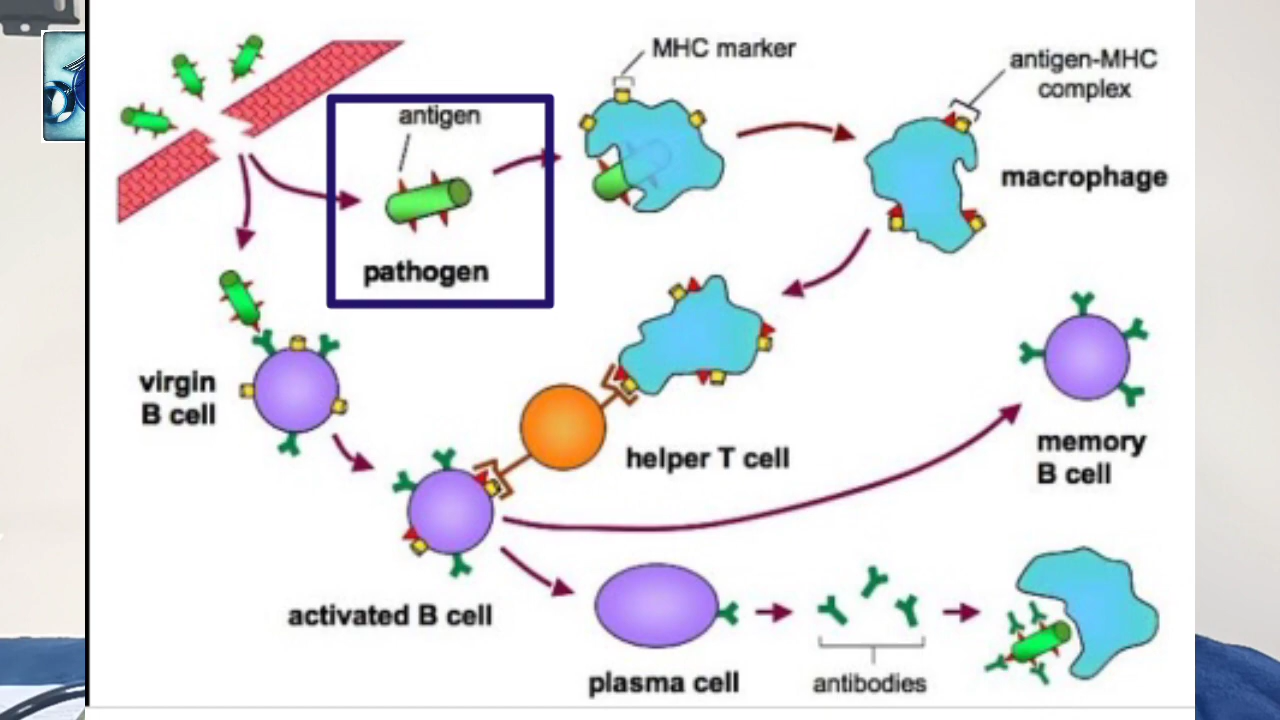 MHC marker
antigen-MHC
complex
antigen
macrophage
pathogen
virgin
B cell
helper T cell
memory
B cell
activated B cell
plasma cell
antibodies